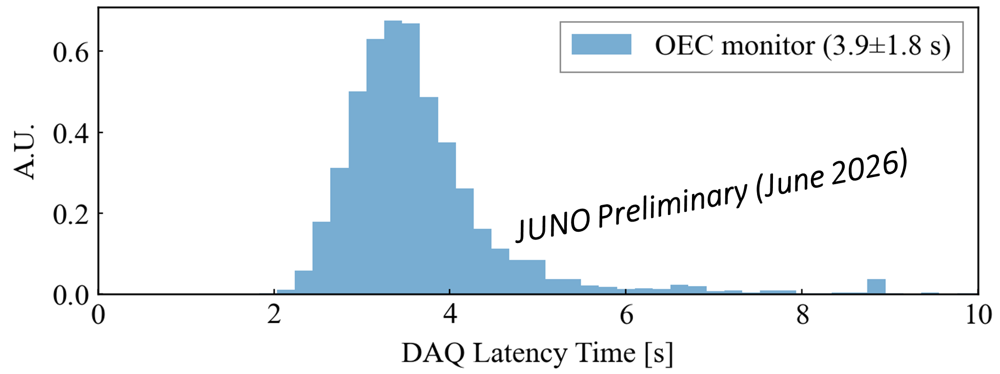 OEC monitor (3.9±1.8 s)
0.6
0.4
0.2
0.0
A.U.
JUNO Preliminary (June 2026)
0 2 4 6 8 10
DAQ Latency Time [s]